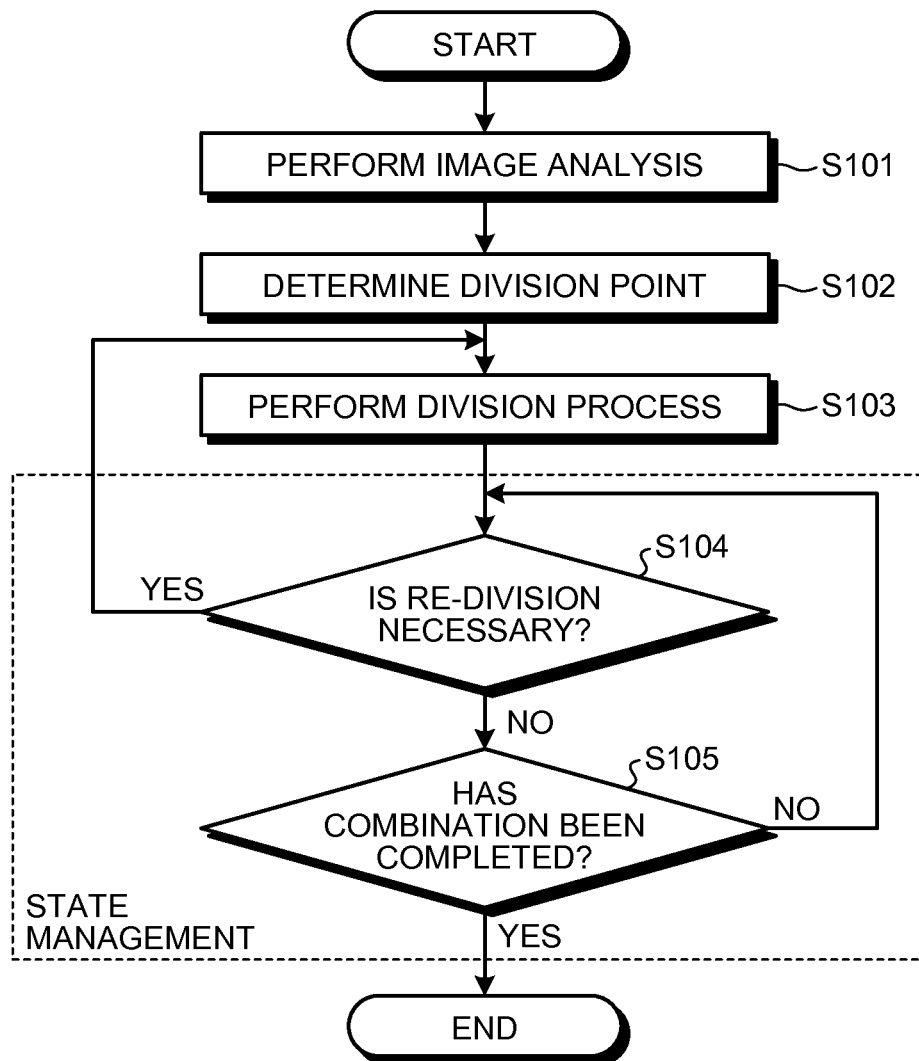 START
PERFORM IMAGE ANALYSIS
S101
DETERMINE DIVISION POINT
S102
PERFORM DIVISION PROCESS
S103
S104
YES
IS RE-DIVISION
NECESSARY?
NO
S105
HAS
COMBINATION BEEN
COMPLETED?
NO
STATE
MANAGEMENT
YES
END